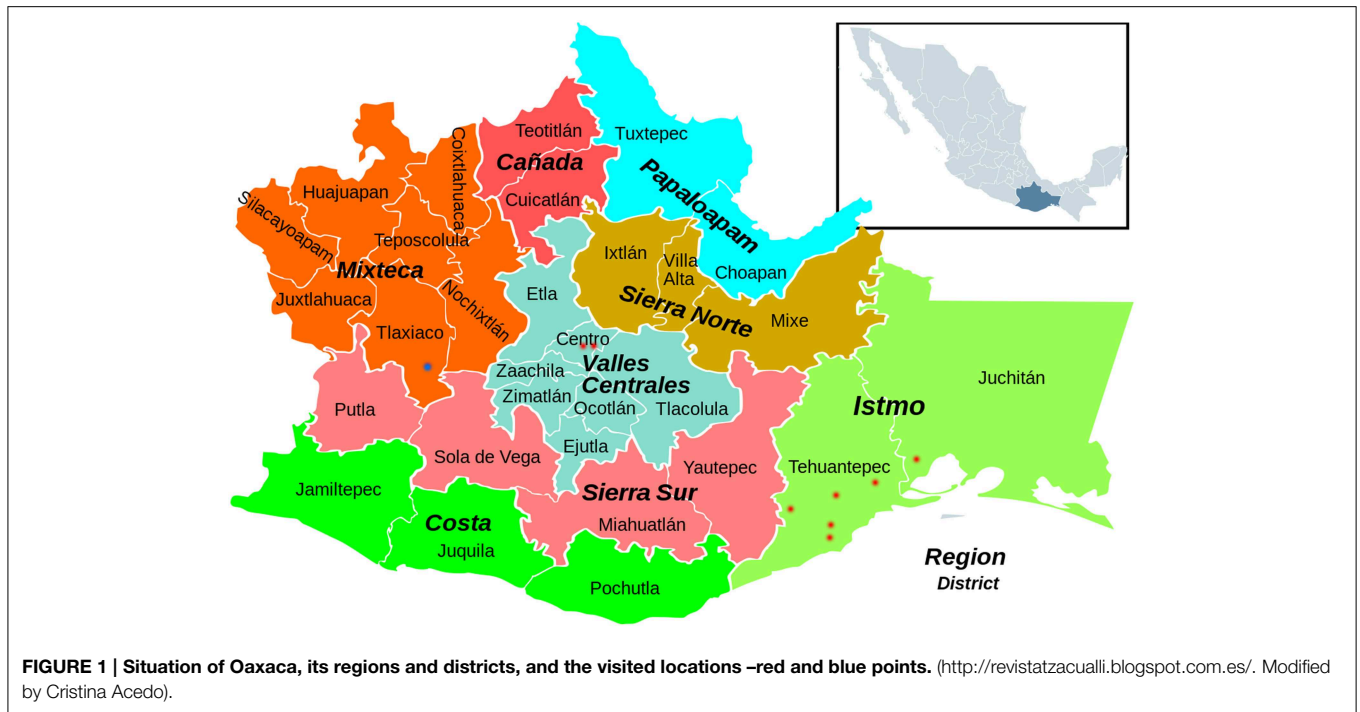 Teotitlán
Cañada
Cuicatlán
Tuxtepec
Papaloapam
Choapan
Coixtlahuaca
Huajuapan
Silacayoapam
Teposcolula
Mixteca
Juxtlahuaca
Nochixtlán
Tlaxiaco
Ixtlán
Villa
Alta
Sierra Norte
Mixe
Etla
Centro
Valles
Centrales
Zaachila
Zimatlán
Ocotlán
Tlacolula
Ejutla
Juchitán
Istmo
Tehuantepec
Putla
Sola de Vega
Yautepec
Sierra Sur
Miahuatlán
Jamiltepec
Costa
Juquila
Pochutla
Region
District
FIGURE 1 | Situation of Oaxaca, its regions and districts, and the visited locations –red and blue points. (http://revistatzacualli.blogspot.com.es/. Modified
by Cristina Acedo).